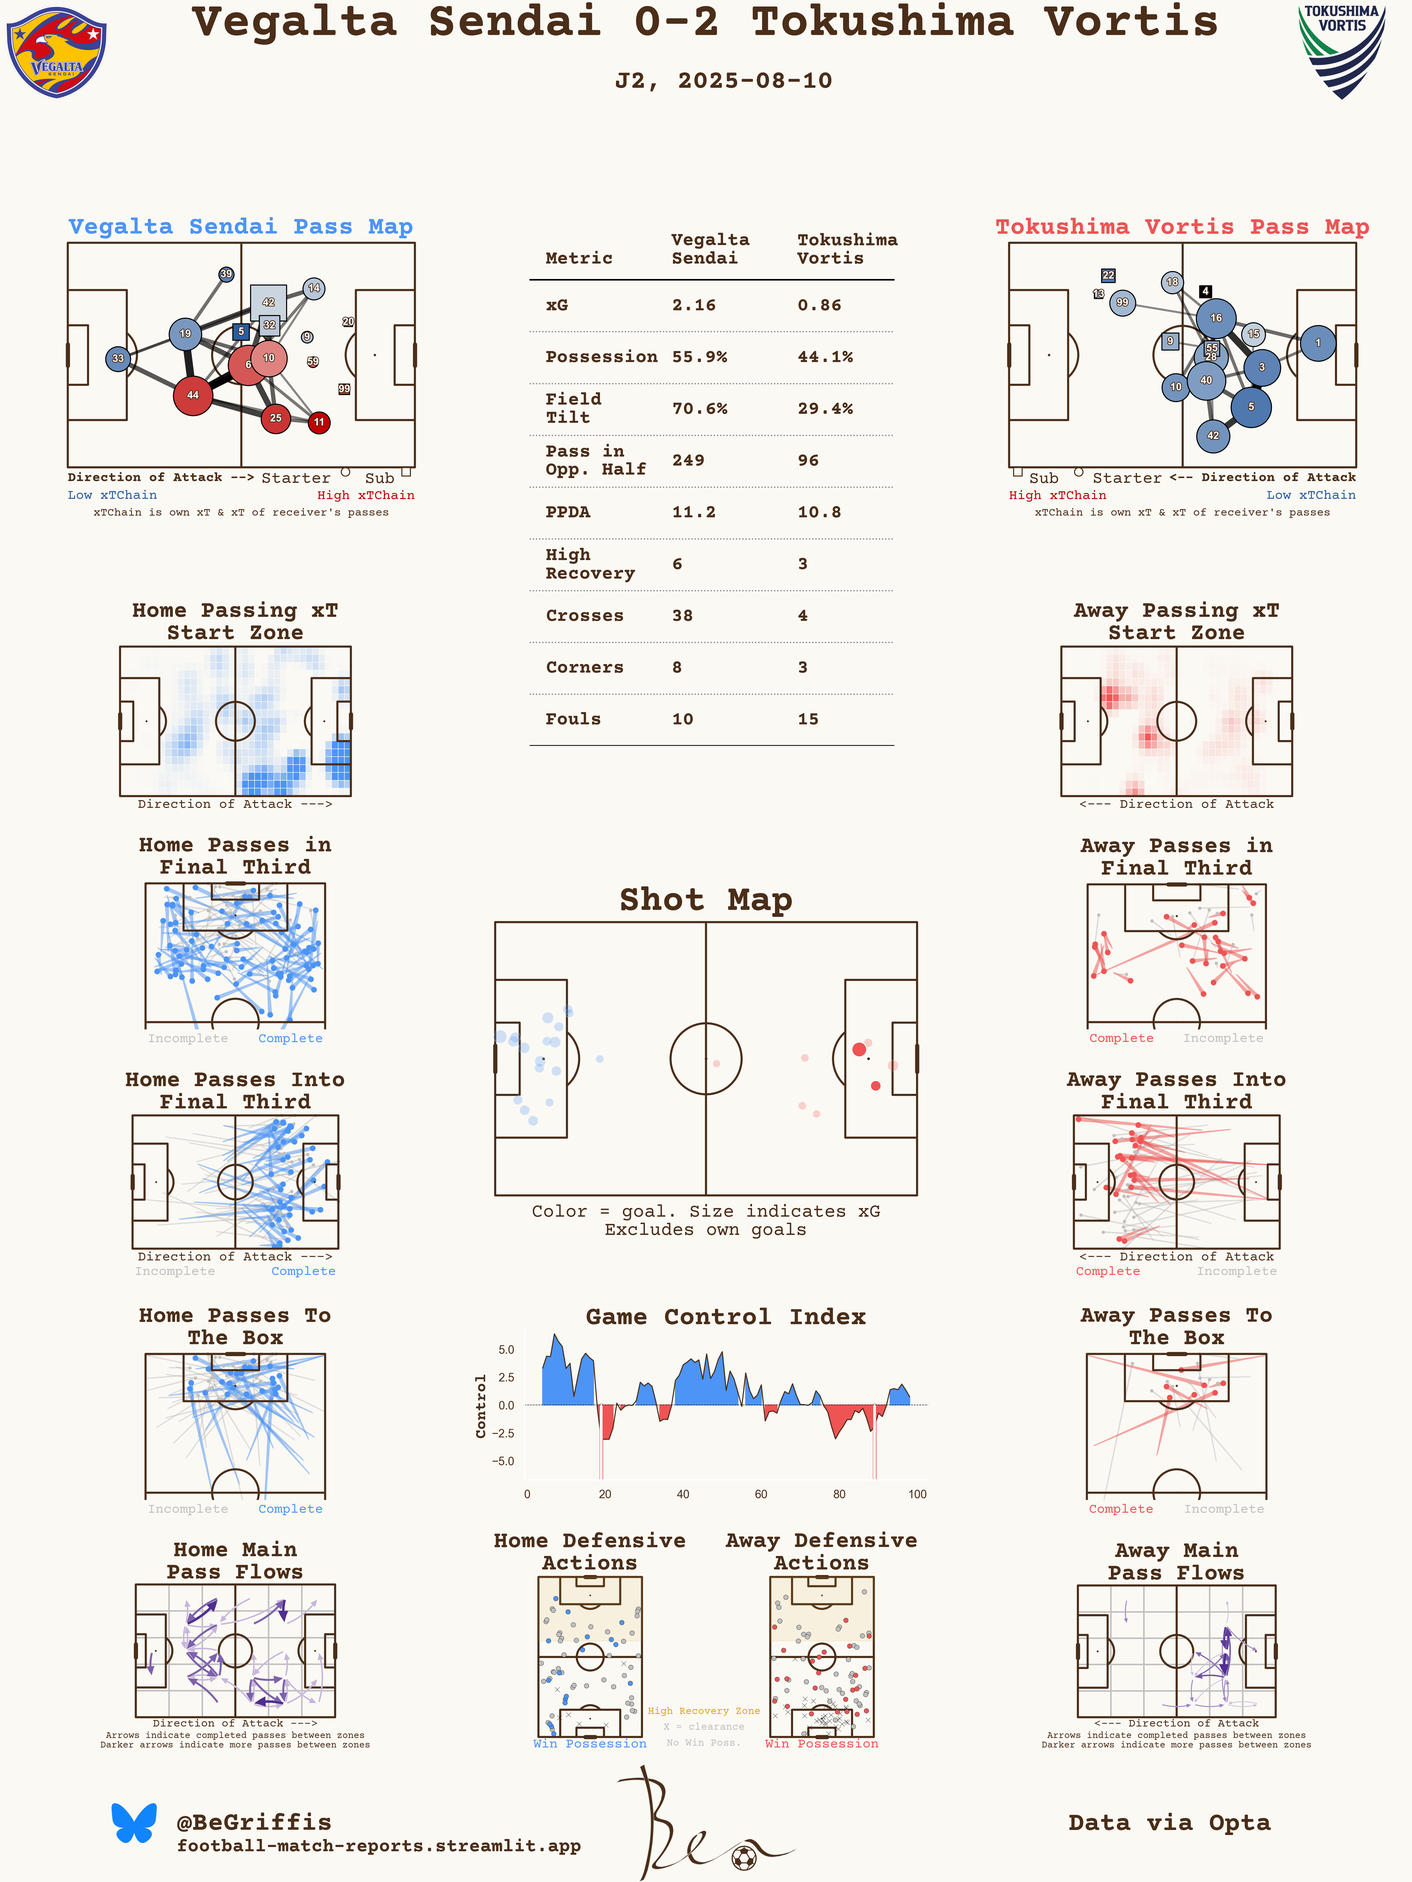 Vegalta Sendai 0-2 Tokushima Vortis
J2, 2025-08-10
VEGALTA
SENDAI
TOKUSHIMA
VORTIS
Vegalta Sendai Pass Map
39
14
42
32
5
19
9
20
33
6
10
59
44
99
25
11
Direction of Attack --> Starter Sub
Low xTChain High xTChain
xTChain is own xT & xT of receiver's passes
Metric Vegalta Sendai Tokushima Vortis
xG 2.16 0.86
Possession 55.9% 44.1%
Field Tilt 70.6% 29.4%
Pass in Opp. Half 249 96
PPDA 11.2 10.8
High Recovery 6 3
Crosses 38 4
Corners 8 3
Fouls 10 15
Tokushima Vortis Pass Map
22
18
13
4
99
16
15
9
55
1
28
3
10
40
5
42
Sub Starter <-- Direction of Attack
High xTChain Low xTChain
xTChain is own xT & xT of receiver's passes
Home Passing xT
Start Zone
Direction of Attack --->
Away Passing xT
Start Zone
<--- Direction of Attack
Home Passes in
Final Third
Incomplete Complete
Away Passes in
Final Third
Complete Incomplete
Shot Map
Color = goal. Size indicates xG
Excludes own goals
Home Passes Into
Final Third
Direction of Attack --->
Incomplete Complete
Away Passes Into
Final Third
<--- Direction of Attack
Complete Incomplete
Home Passes To
The Box
Incomplete Complete
Game Control Index
Control
5.0
2.5
0.0
−2.5
−5.0
0 20 40 60 80 100
Away Passes To
The Box
Complete Incomplete
Home Main
Pass Flows
Direction of Attack --->
Arrows indicate completed passes between zones
Darker arrows indicate more passes between zones
Home Defensive
Actions
Win Possession
High Recovery Zone
X = clearance
No Win Poss.
Away Defensive
Actions
Win Possession
Away Main
Pass Flows
<--- Direction of Attack
Arrows indicate completed passes between zones
Darker arrows indicate more passes between zones
@BeGriffis
football-match-reports.streamlit.app
Ben
Data via Opta